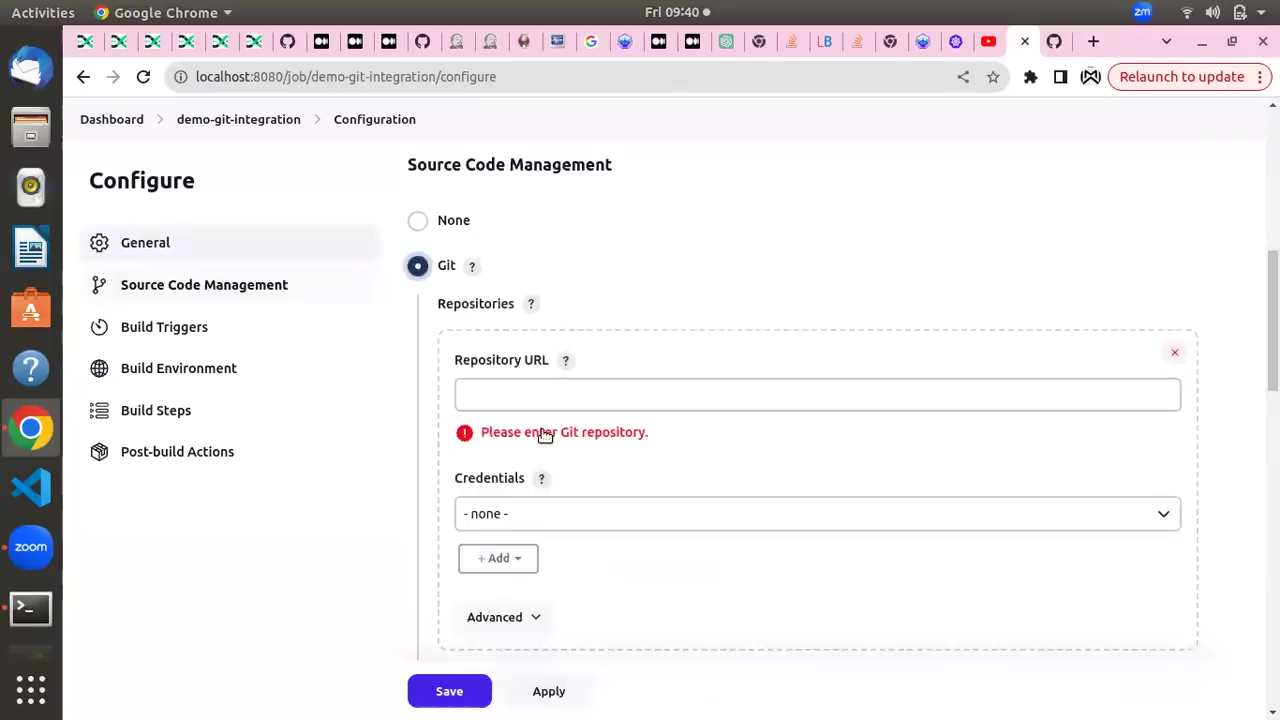 Activities
Google Chrome
Fri 09:40
zm
LB
localhost:8080/job/demo-git-integration/configure
Relaunch to update
Dashboard
demo-git-integration
Configuration
Configure
General
Source Code Management
Build Triggers
Build Environment
Build Steps
Post-build Actions
Source Code Management
None
Git ?
Repositories ?
Repository URL ?
Please enter Git repository.
Credentials ?
- none -
+ Add
Advanced
Save
Apply
zoom